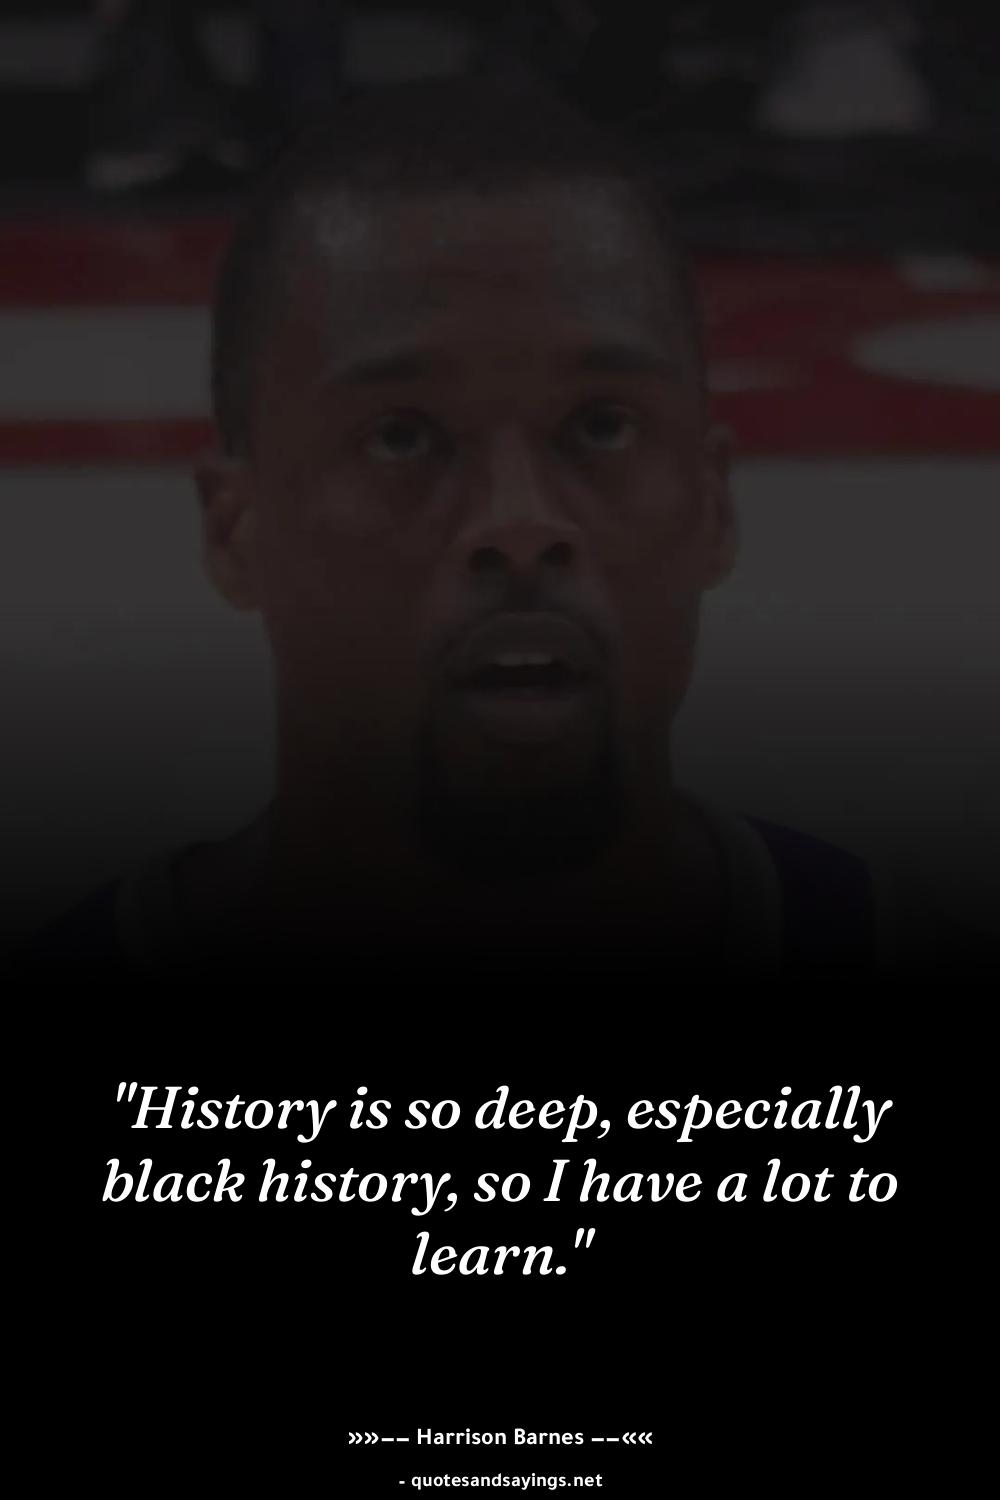 "History is so deep, especially
black history, so I have a lot to
learn."
»»–– Harrison Barnes ––««
- quotesandsayings.net